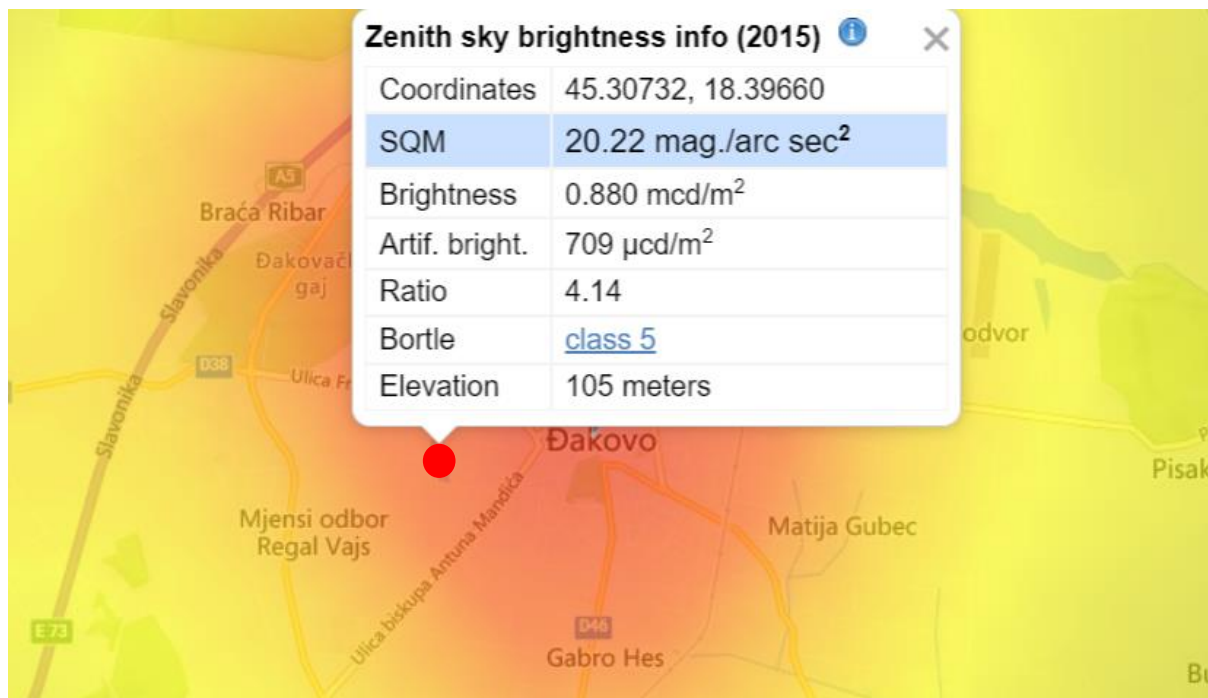 Zenith sky brightness info (2015)
Coordinates 45.30732, 18.39660
SQM 20.22 mag./arc sec²
Brightness 0.880 mcd/m²
Artif. bright. 709 µcd/m²
Ratio 4.14
Bortle class 5
Elevation 105 meters
A5
Braća Ribar
Slavonika
Đakovačk
gaj
odvor
D38
Ulica Fr
Slavonika
Đakovo
Pisak
Mjensi odbor
Regal Vajs
Matija Gubec
Ulica biskupa Antuna Mandića
E 73
D46
Gabro Hes